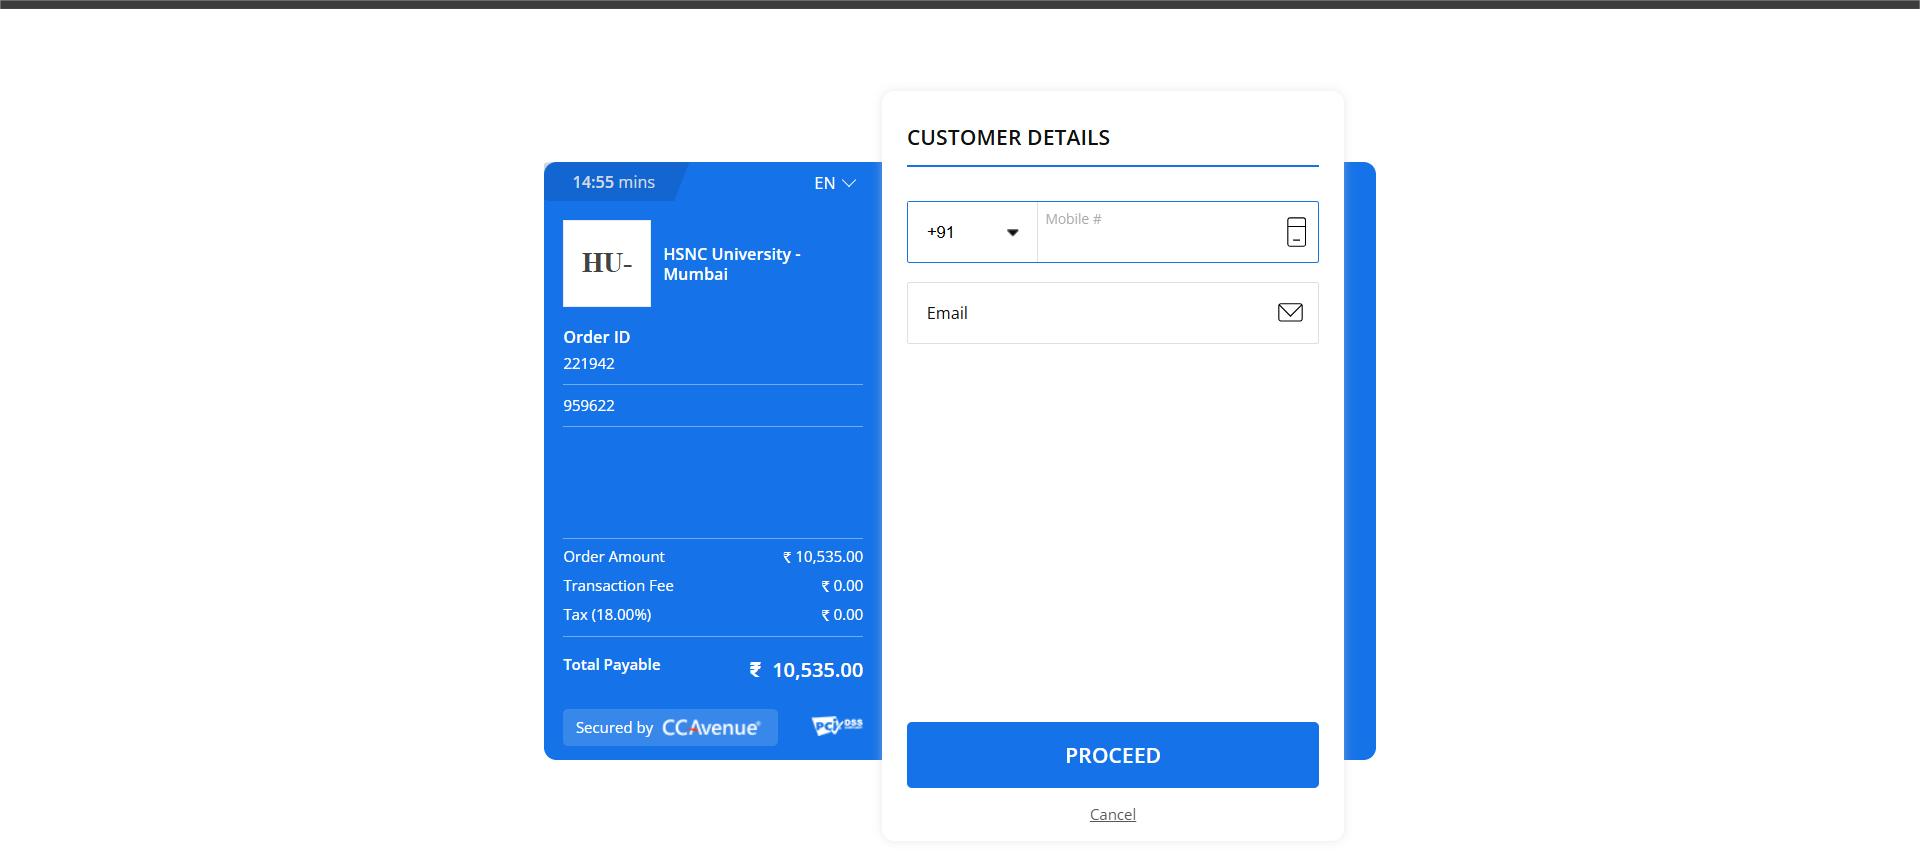 14:55 mins
EN
HU-
HSNC University -
Mumbai
Order ID
221942
959622
Order Amount
₹ 10,535.00
Transaction Fee
₹ 0.00
Tax (18.00%)
₹ 0.00
Total Payable
₹ 10,535.00
Secured by CCAvenue®
PCI DSS
CUSTOMER DETAILS
+91
Mobile #
Email
PROCEED
Cancel